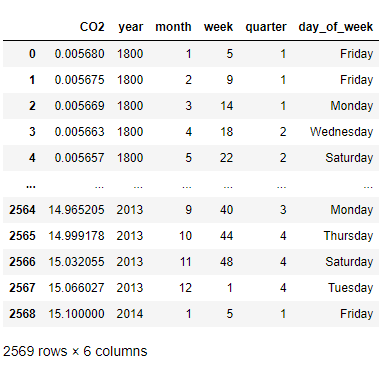 CO2 year month week quarter day_of_week
0 0.005680 1800 1 5 1 Friday
1 0.005675 1800 2 9 1 Friday
2 0.005669 1800 3 14 1 Monday
3 0.005663 1800 4 18 2 Wednesday
4 0.005657 1800 5 22 2 Saturday
... ... ... ... ... ... ...
2564 14.965205 2013 9 40 3 Monday
2565 14.999178 2013 10 44 4 Thursday
2566 15.032055 2013 11 48 4 Saturday
2567 15.066027 2013 12 1 4 Tuesday
2568 15.100000 2014 1 5 1 Friday
2569 rows × 6 columns